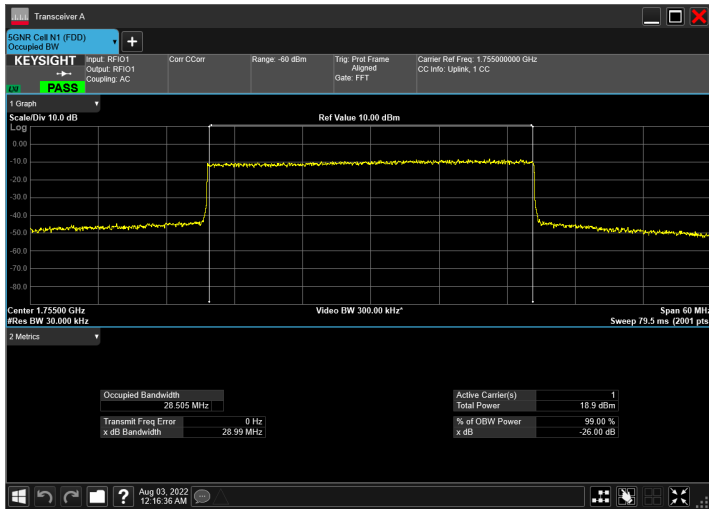 Transceiver A
5GNR Cell N1 (FDD)
Occupied BW
KEYSIGHT
LXI
PASS
Input: RFIO1
Output: RFIO1
Coupling: AC
Corr CCorr
Range: -60 dBm
Trig: Prot Frame
Aligned
Gate: FFT
Carrier Ref Freq: 1.755000000 GHz
CC Info: Uplink, 1 CC
1 Graph
Scale/Div 10.0 dB
Ref Value 10.00 dBm
Log
0.00
-10.0
-20.0
-30.0
-40.0
-50.0
-60.0
-70.0
-80.0
Center 1.75500 GHz
Video BW 300.00 kHz*
Span 60 MHz
#Res BW 30.000 kHz
Sweep 79.5 ms (2001 pts
2 Metrics
Occupied Bandwidth
28.505 MHz
Transmit Freq Error 0 Hz
x dB Bandwidth 28.99 MHz
Active Carrier(s) 1
Total Power 18.9 dBm
% of OBW Power 99.00 %
x dB -26.00 dB
Aug 03, 2022
12:16:36 AM